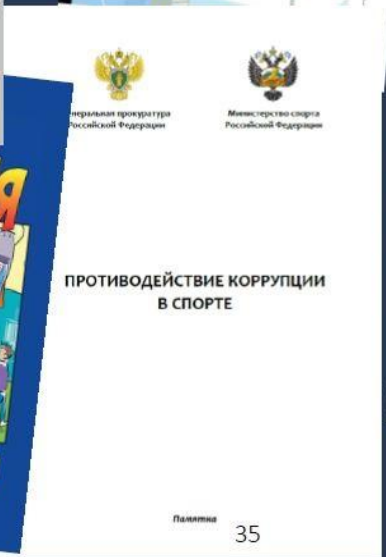 неральная прокуратура
Российской Федерации
Министерство спорта
Российской Федерации
ПРОТИВОДЕЙСТВИЕ КОРРУПЦИИ
В СПОРТЕ
Памятка
35